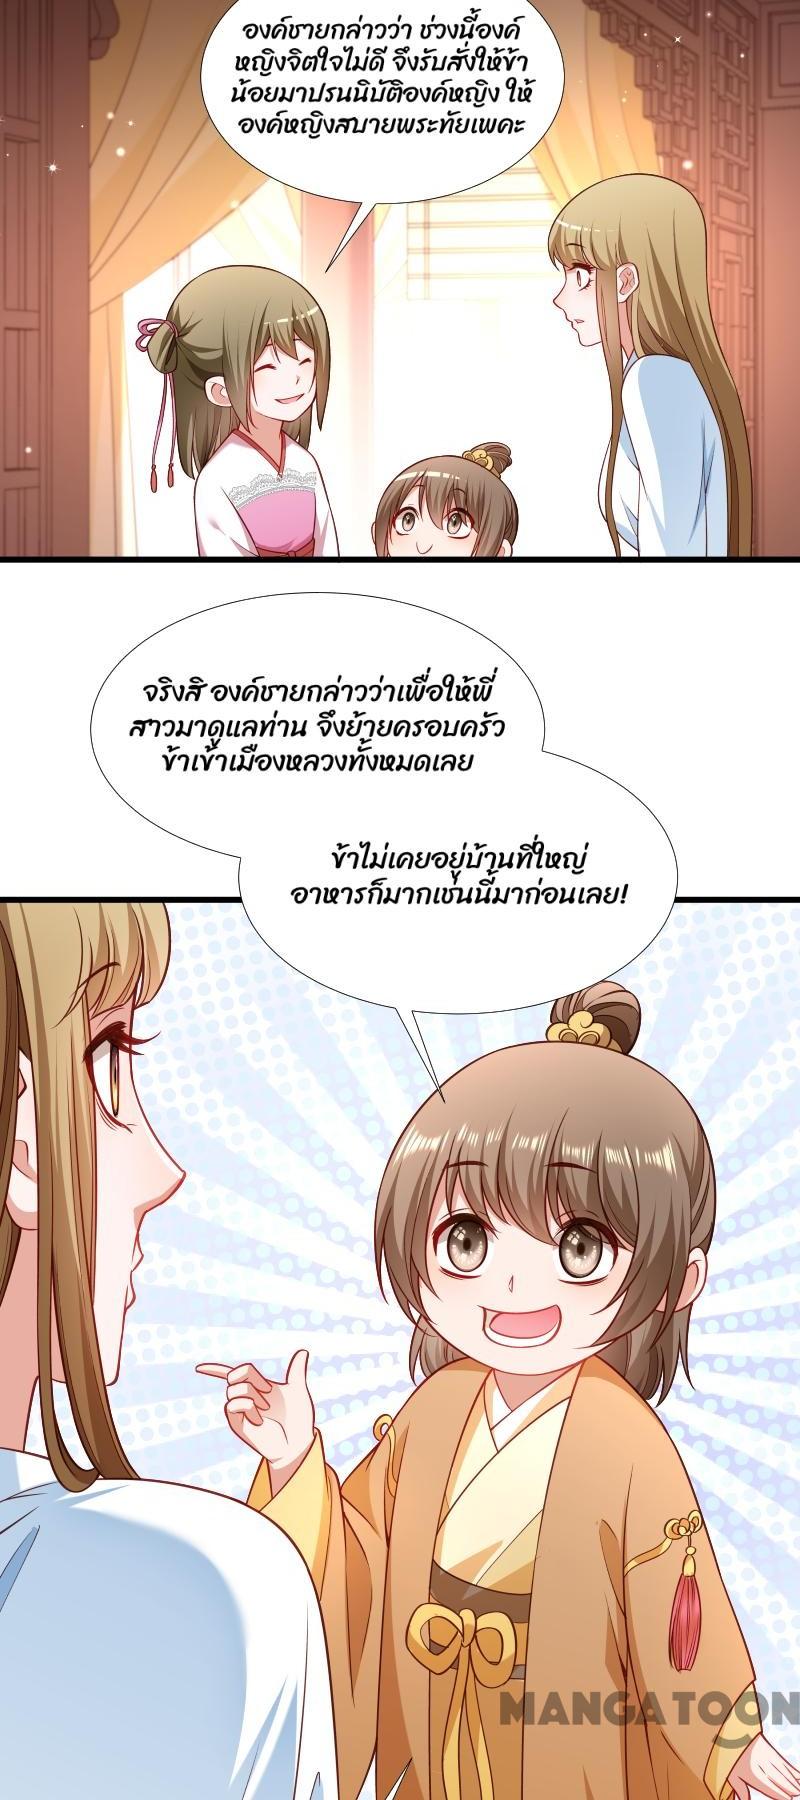 องค์ชายกล่าวว่า ช่วงนี้องค์
หญิงจิตใจไม่ดี จึงรับสั่งให้ข้า
น้อยมาปรนนิบัติองค์หญิง ให้
องค์หญิงสบายพระทัยเพคะ
จริงสิ องค์ชายกล่าวว่าเพื่อให้พี่
สาวมาดูแลท่าน จึงย้ายครอบครัว
ข้าเข้าเมืองหลวงทั้งหมดเลย
ข้าไม่เคยอยู่บ้านที่ใหญ่
อาหารก็มากเช่นนี้มาก่อนเลย!
MANGATOON